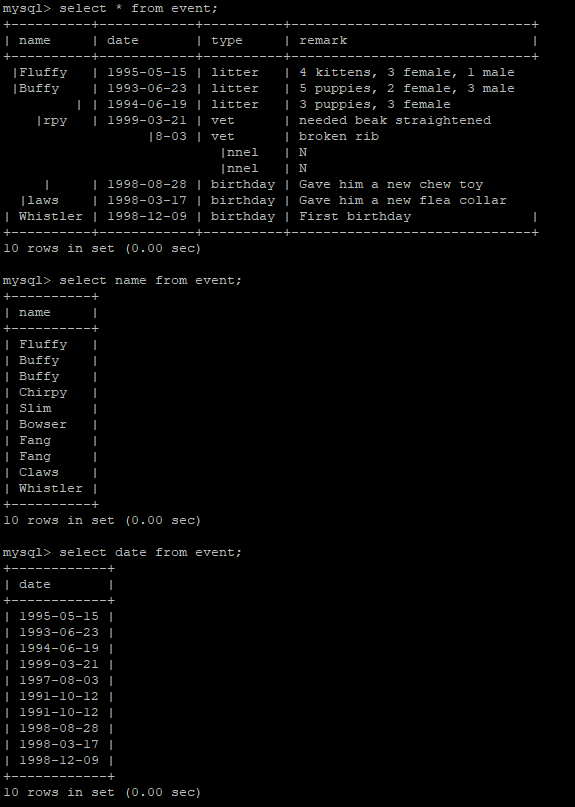 mysql> select * from event;
+----------+------------+----------+------------------------------+
| name     | date       | type     | remark                       |
+----------+------------+----------+------------------------------+
 |Fluffy   | 1995-05-15 | litter   | 4 kittens, 3 female, 1 male
 |Buffy    | 1993-06-23 | litter   | 5 puppies, 2 female, 3 male
         | | 1994-06-19 | litter   | 3 puppies, 3 female
    |rpy   | 1999-03-21 | vet      | needed beak straightened
                  |8-03 | vet      | broken rib
                           |nnel   | N
                           |nnel   | N
     |     | 1998-08-28 | birthday | Gave him a new chew toy
  |laws    | 1998-03-17 | birthday | Gave him a new flea collar
| Whistler | 1998-12-09 | birthday | First birthday               |
+----------+------------+----------+------------------------------+
10 rows in set (0.00 sec)

mysql> select name from event;
+----------+
| name     |
+----------+
| Fluffy   |
| Buffy    |
| Buffy    |
| Chirpy   |
| Slim     |
| Bowser   |
| Fang     |
| Fang     |
| Claws    |
| Whistler |
+----------+
10 rows in set (0.00 sec)

mysql> select date from event;
+------------+
| date       |
+------------+
| 1995-05-15 |
| 1993-06-23 |
| 1994-06-19 |
| 1999-03-21 |
| 1997-08-03 |
| 1991-10-12 |
| 1991-10-12 |
| 1998-08-28 |
| 1998-03-17 |
| 1998-12-09 |
+------------+
10 rows in set (0.00 sec)